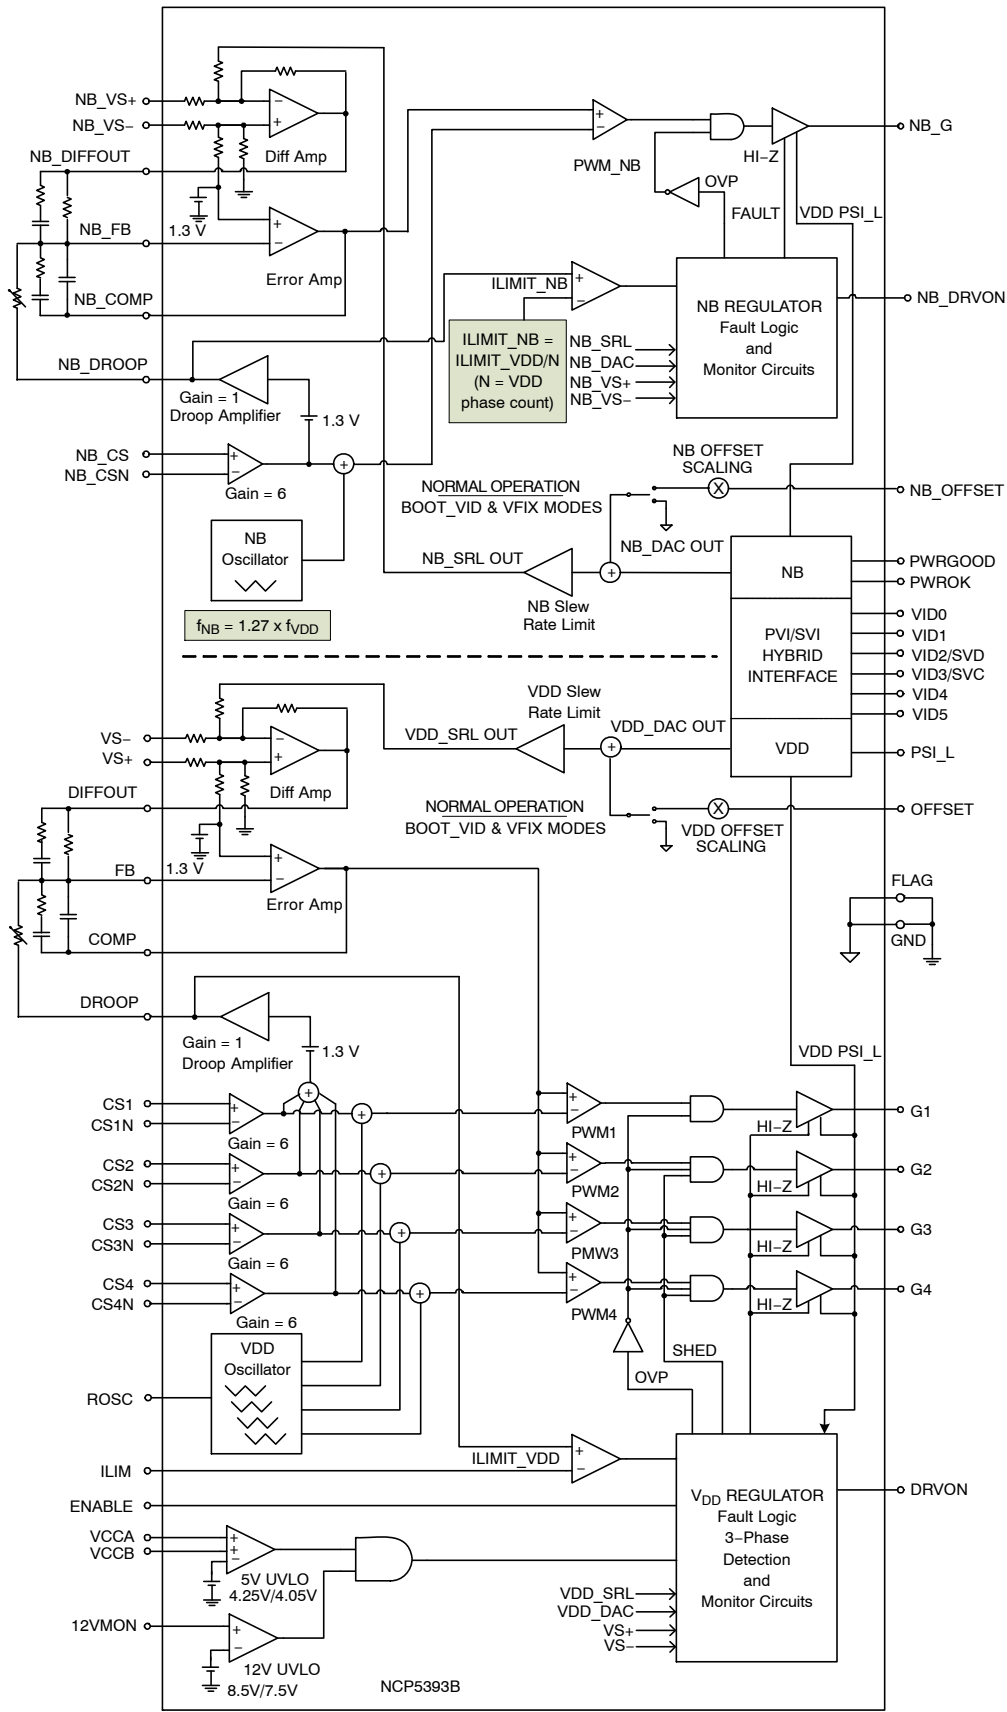 NB_VS+
NB_VS−
Diff Amp
NB_DIFFOUT
1.3 V
NB_FB
Error Amp
NB_COMP
NB_DROOP
Gain = 1
Droop Amplifier
1.3 V
NB_CS
NB_CSN
Gain = 6
NB
Oscillator
fNB = 1.27 x fVDD
PWM_NB
OVP
HI−Z
FAULT
VDD PSI_L
NB_G
ILIMIT_NB
ILIMIT_NB =
ILIMIT_VDD/N
(N = VDD
phase count)
NB_SRL
NB_DAC
NB_VS+
NB_VS−
NB REGULATOR
Fault Logic
and
Monitor Circuits
NB_DRVON
NB OFFSET
SCALING
X
NB_OFFSET
NORMAL OPERATION
BOOT_VID & VFIX MODES
NB_SRL OUT
NB_DAC OUT
NB Slew
Rate Limit
NB
PVI/SVI
HYBRID
INTERFACE
VDD
PWRGOOD
PWROK
VID0
VID1
VID2/SVD
VID3/SVC
VID4
VID5
PSI_L
VDD Slew
Rate Limit
VDD_SRL OUT
VDD_DAC OUT
NORMAL OPERATION
BOOT_VID & VFIX MODES
X
VDD OFFSET
SCALING
OFFSET
VS−
VS+
Diff Amp
DIFFOUT
1.3 V
FB
Error Amp
COMP
FLAG
GND
DROOP
Gain = 1
Droop Amplifier
1.3 V
VDD PSI_L
CS1
CS1N
Gain = 6
PWM1
HI−Z
G1
CS2
CS2N
Gain = 6
PWM2
HI−Z
G2
CS3
CS3N
Gain = 6
PMW3
HI−Z
G3
CS4
CS4N
Gain = 6
PWM4
HI−Z
G4
VDD
Oscillator
ROSC
OVP
SHED
ILIM
ILIMIT_VDD
ENABLE
VCCA
VCCB
5V UVLO
4.25V/4.05V
12VMON
12V UVLO
8.5V/7.5V
VDD REGULATOR
Fault Logic
3−Phase
Detection
and
Monitor Circuits
DRVON
VDD_SRL
VDD_DAC
VS+
VS−
NCP5393B